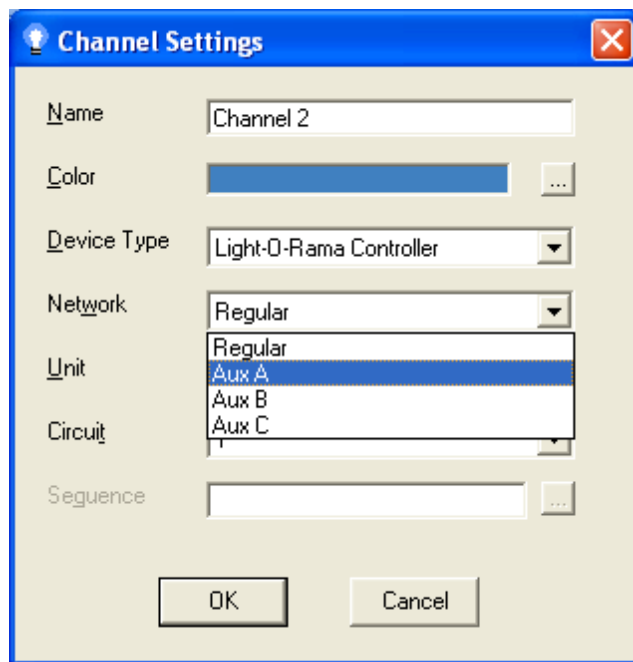 Channel Settings
Name
Channel 2
Color
...
Device Type
Light-O-Rama Controller
Network
Regular
Regular
Unit
Aux A
Aux B
Circuit
Aux C
Sequence
...
OK
Cancel